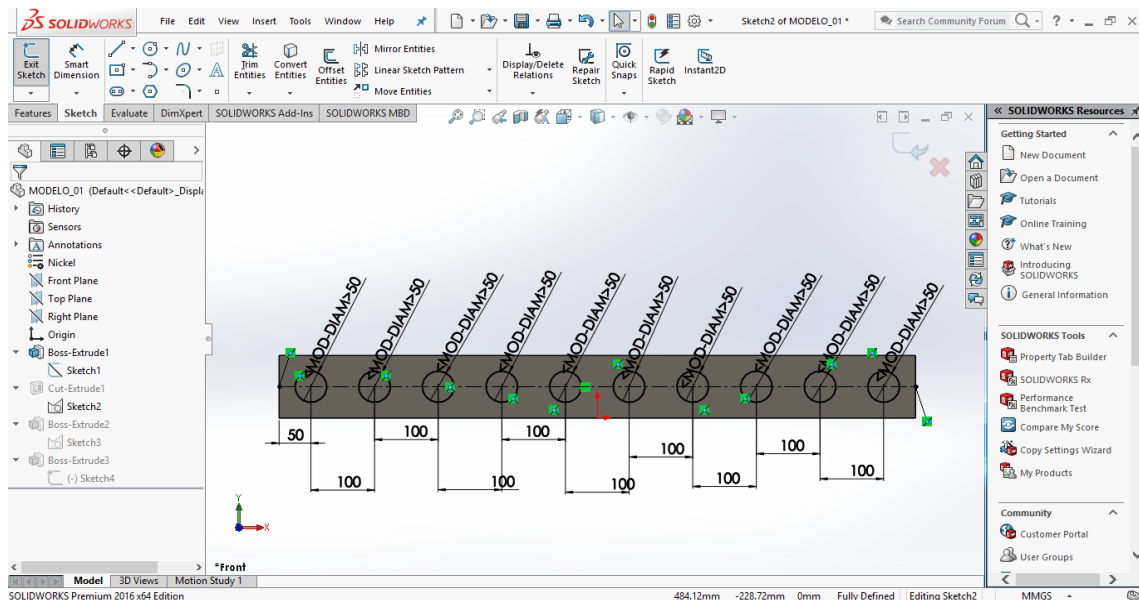 SOLIDWORKS File Edit View Insert Tools Window Help Sketch2 of MODELO_01 * Search Community Forum
Exit Sketch
Smart Dimension
Trim Entities
Convert Entities
Offset Entities
Mirror Entities
Linear Sketch Pattern
Move Entities
Display/Delete Relations
Repair Sketch
Quick Snaps
Rapid Sketch
Instant2D
Features Sketch Evaluate DimXpert SOLIDWORKS Add-Ins SOLIDWORKS MBD
MODELO_01 (Default<<Default>_Displa
History
Sensors
Annotations
Nickel
Front Plane
Top Plane
Right Plane
Origin
Boss-Extrude1
Sketch1
Cut-Extrude1
Sketch2
Boss-Extrude2
Sketch3
Boss-Extrude3
(-) Sketch4
<MOD-DIAM>50
<MOD-DIAM>50
<MOD-DIAM>50
<MOD-DIAM>50
<MOD-DIAM>50
<MOD-DIAM>50
<MOD-DIAM>50
<MOD-DIAM>50
<MOD-DIAM>50
<MOD-DIAM>50
50
100
100
100
100
100
100
100
100
100
Y
X
*Front
SOLIDWORKS Resources
Getting Started
New Document
Open a Document
Tutorials
Online Training
What's New
Introducing SOLIDWORKS
General Information
SOLIDWORKS Tools
Property Tab Builder
SOLIDWORKS Rx
Performance Benchmark Test
Compare My Score
Copy Settings Wizard
My Products
Community
Customer Portal
User Groups
Model 3D Views Motion Study 1
SOLIDWORKS Premium 2016 x64 Edition 484.12mm -228.72mm 0mm Fully Defined Editing Sketch2 MMGS